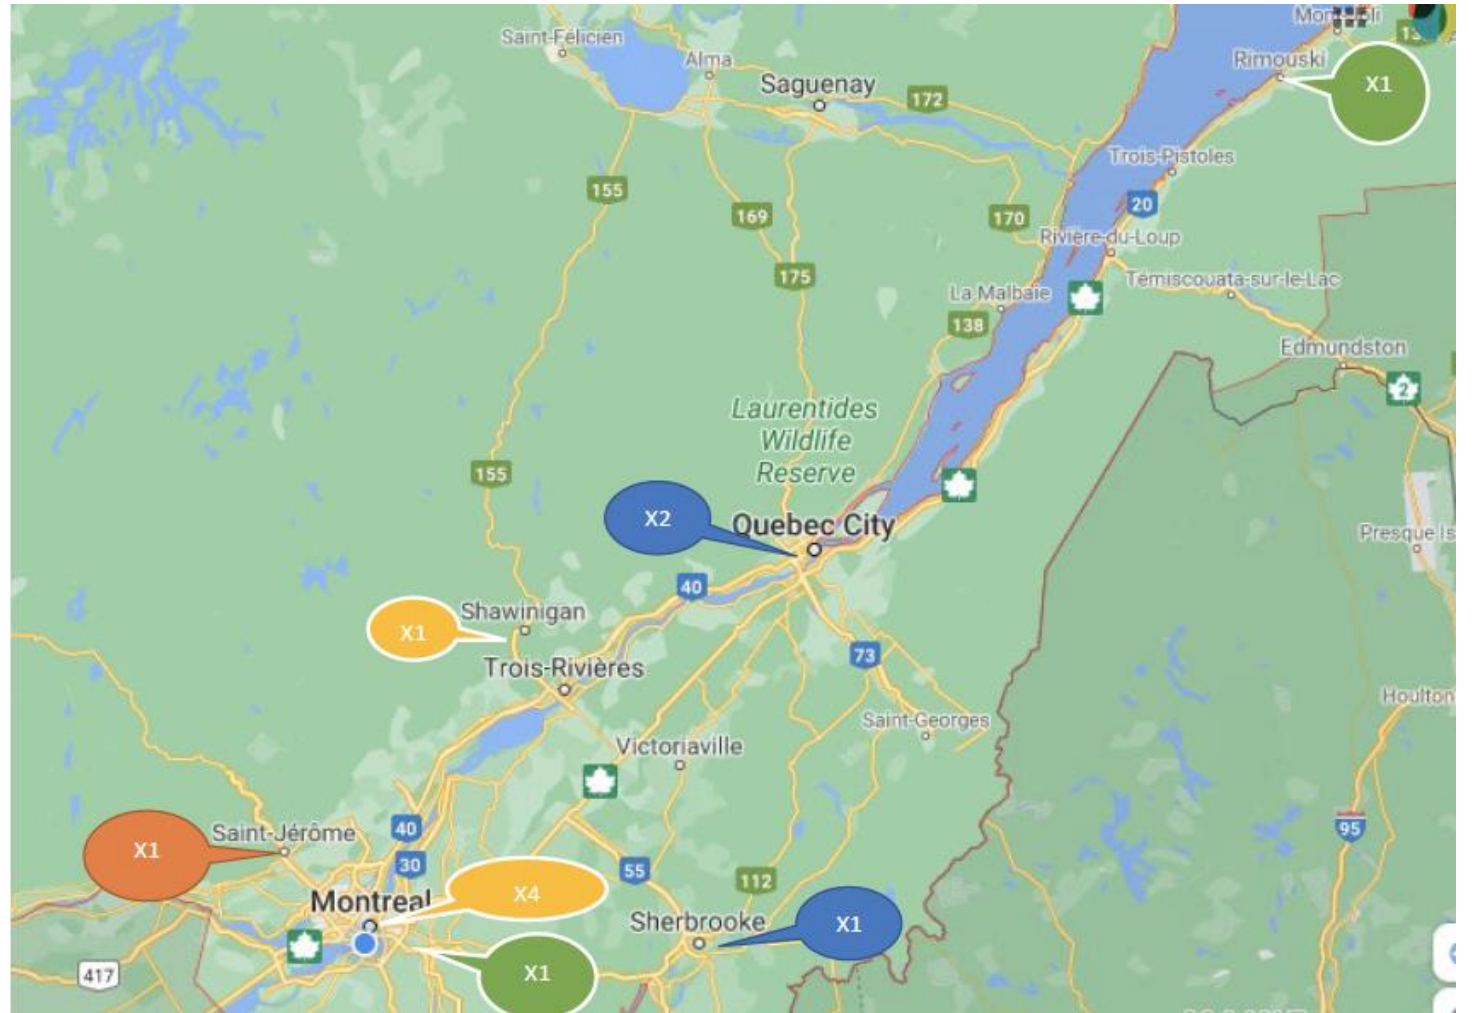 Saint-Félicien
Alma
Saguenay
172
Rimouski
X1
Trois-Pistoles
155
169
170
20
Rivière-du-Loup
175
La Malbaie
Témiscouata-sur-le-Lac
138
Edmundston
2
Laurentides
Wildlife
Reserve
155
X2
Quebec City
Presque Is
40
Shawinigan
X1
Trois-Rivières
73
Houlton
Saint-Georges
Victoriaville
Saint-Jérôme
40
95
X1
30
55
112
X4
Montreal
Sherbrooke
X1
417
X1